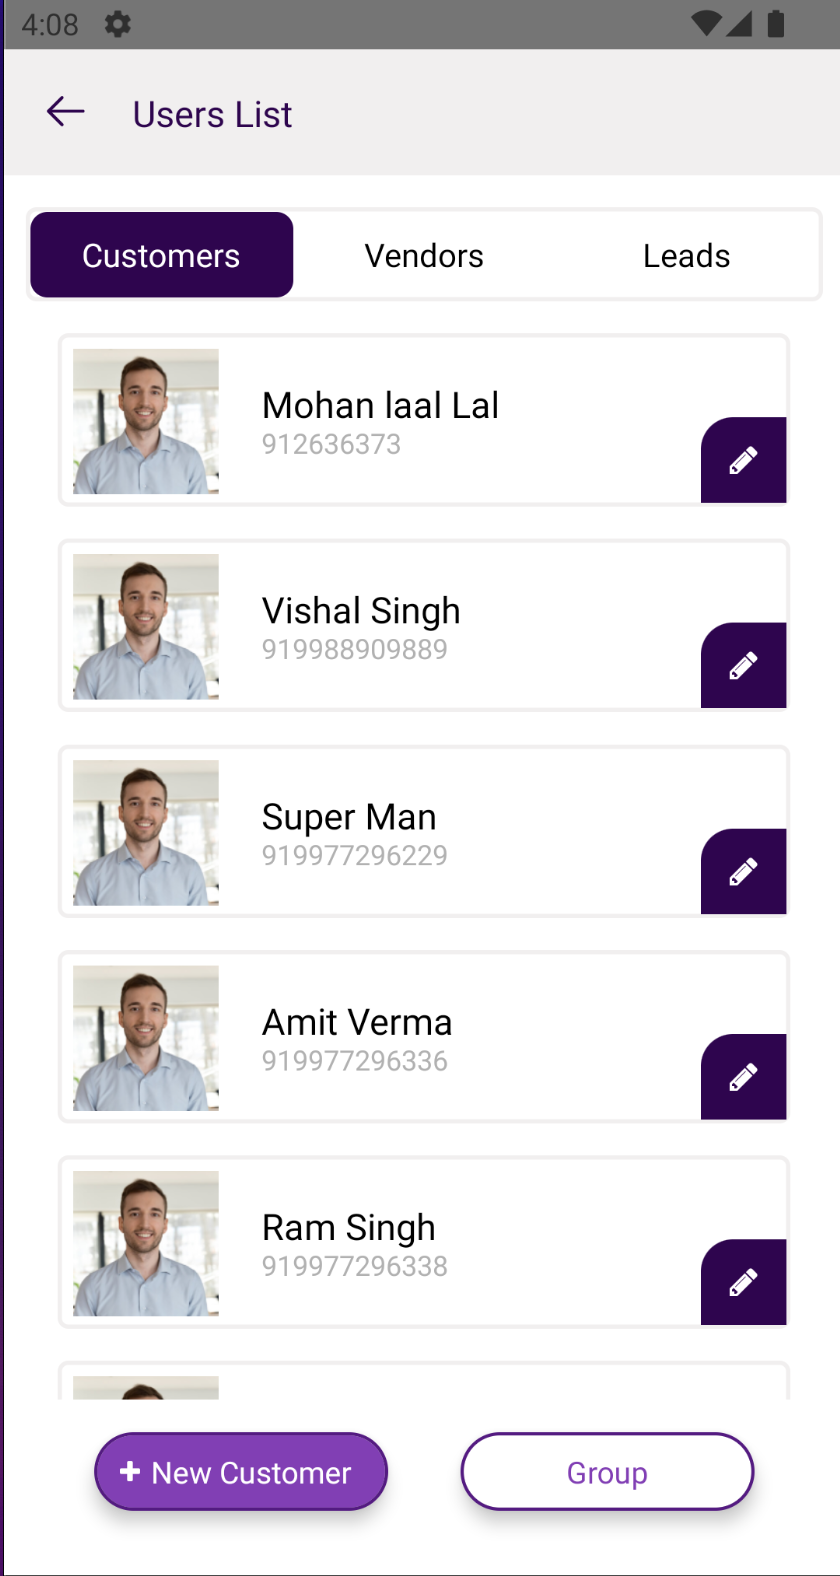 4:08
Users List
Customers Vendors Leads
Mohan laal Lal
912636373
Vishal Singh
919988909889
Super Man
919977296229
Amit Verma
919977296336
Ram Singh
919977296338
New Customer Group